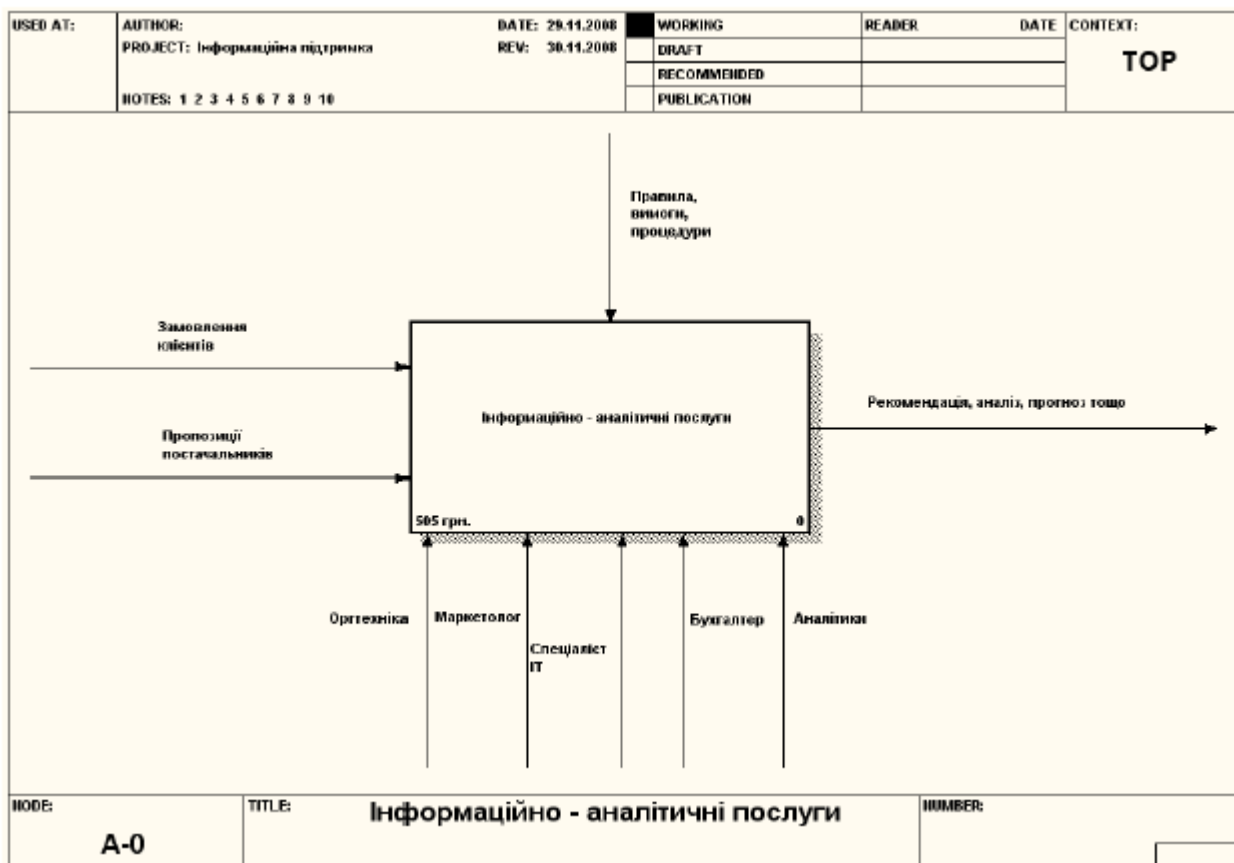 USED AT:
AUTHOR:
DATE: 29.11.2008
PROJECT: Інформаційна підтримка
REV: 30.11.2008
NOTES: 1 2 3 4 5 6 7 8 9 10
WORKING
DRAFT
RECOMMENDED
PUBLICATION
READER
DATE
CONTEXT:
TOP
Правила,
вимоги,
процедури
Замовлення
клієнтів
Інформаційно - аналітичні послуги
Рекомендація, аналіз, прогноз тощо
Пропозиції
постачальників
505 грн.
0
Оргтехніка
Маркетолог
Спеціаліст
ІТ
Бухгалтер
Аналітики
NODE:
A-0
TITLE:
Інформаційно - аналітичні послуги
NUMBER: